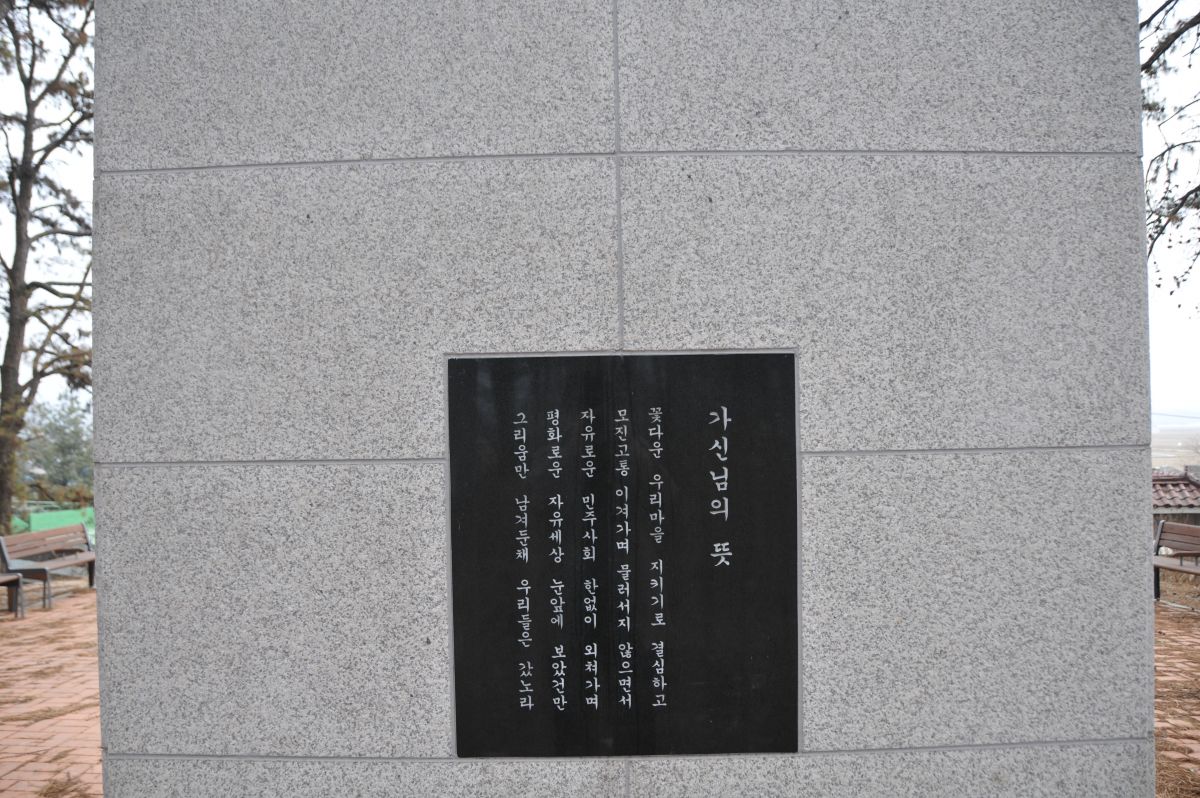 가신님의 뜻
꽃다운 우리마을 지키기로 결심하고
모진고통 이겨가며 물러서지 않으면서
자유로운 민주사회 한없이 외쳐가며
평화로운 자유세상 눈앞에 보았건만
그리움만 남겨둔채 우리들은 갔노라